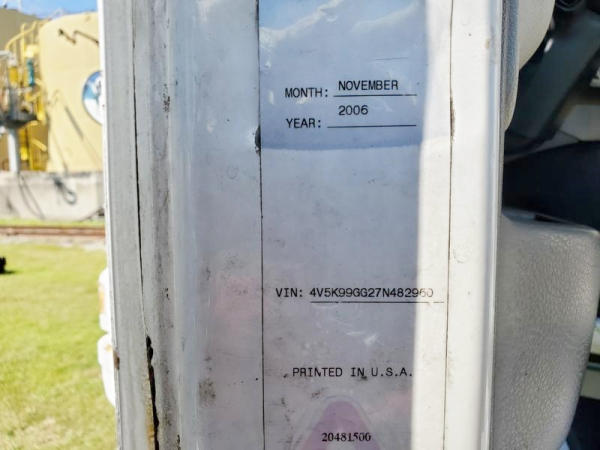 MONTH: NOVEMBER
YEAR: 2006
VIN: 4V5K99GG27N482960
PRINTED IN U.S.A.
20481500